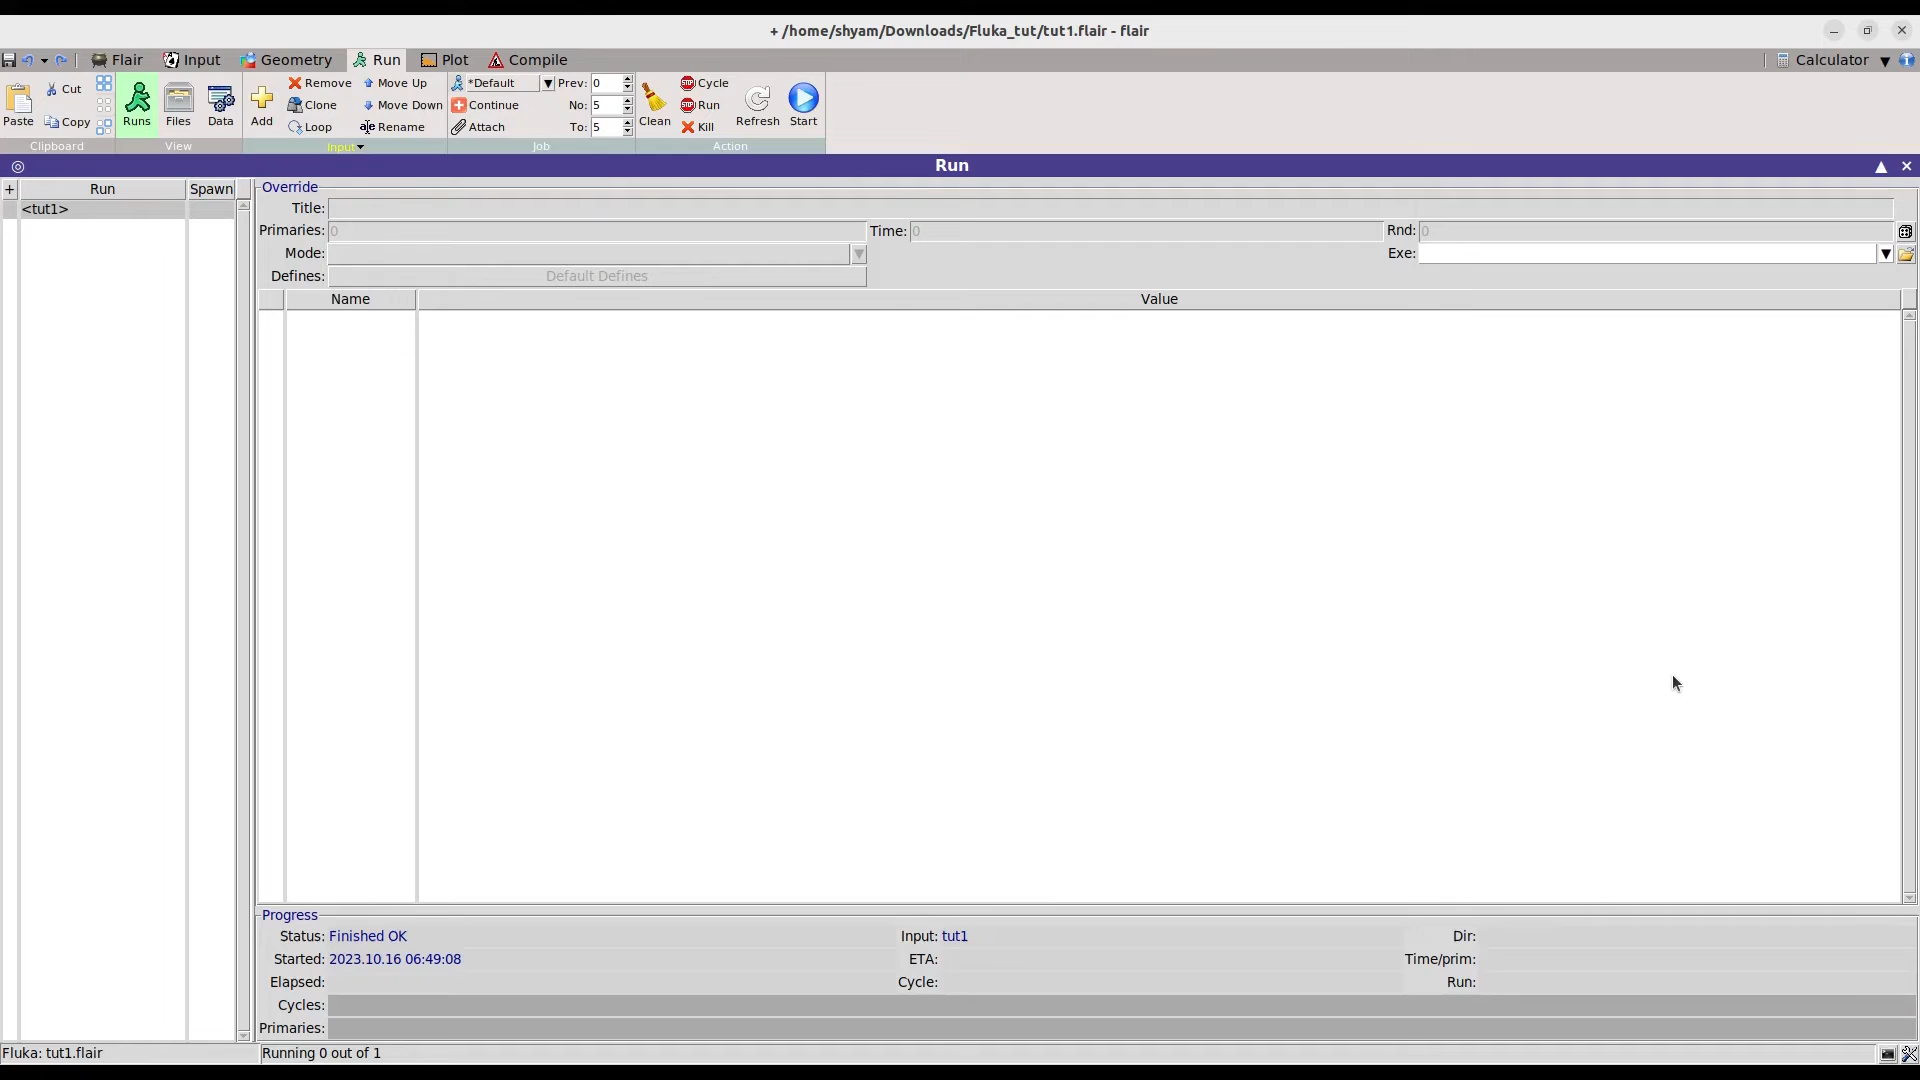 + /home/shyam/Downloads/Fluka_tut/tut1.flair - flair
Flair Input Geometry Run Plot Compile Calculator
Paste Cut Copy Runs Files Data Add Remove Clone Loop Move Up Move Down Rename *Default Continue Attach Prev: 0 No: 5 To: 5 Clean Cycle Run Kill Refresh Start
Clipboard View Input Job Action
Run
+ Run Spawn
<tut1>
Override
Title:
Primaries: 0 Time: 0 Rnd: 0
Mode: Exe:
Defines: Default Defines
Name Value
Progress
Status: Finished OK Input: tut1 Dir:
Started: 2023.10.16 06:49:08 ETA: Time/prim:
Elapsed: Cycle: Run:
Cycles:
Primaries:
Fluka: tut1.flair Running 0 out of 1